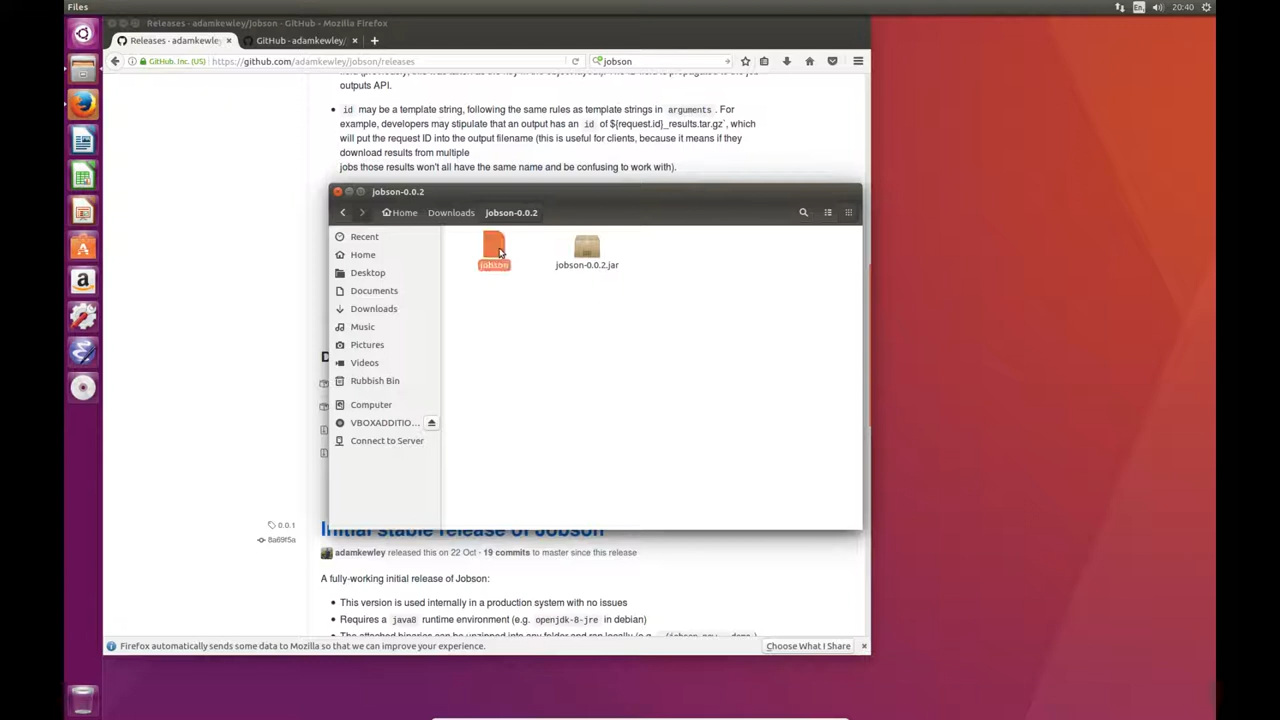 Files
En
20:40
Releases · adamkewley/Jobson · GitHub - Mozilla Firefox
Releases · adamkewle
GitHub - adamkewley/
GitHub, Inc. (US)
https://github.com/adamkewley/jobson/releases
jobson
outputs API.
id may be a template string, following the same rules as template strings in arguments . For
example, developers may stipulate that an output has an id of ${request.id}_results.tar.gz`, which
will put the request ID into the output filename (this is useful for clients, because it means if they
download results from multiple
jobs those results won't all have the same name and be confusing to work with).
jobson-0.0.2
Home
Downloads
jobson-0.0.2
Recent
Home
Desktop
Documents
Downloads
Music
Pictures
Videos
Rubbish Bin
Computer
VBOXADDITIO...
Connect to Server
jobson
jobson-0.0.2.jar
D
0.0.1
8a69f5a
Initial stable release of Jobson
adamkewley released this on 22 Oct · 19 commits to master since this release
A fully-working initial release of Jobson:
This version is used internally in a production system with no issues
Requires a java8 runtime environment (e.g. openjdk-8-jre in debian)
Firefox automatically sends some data to Mozilla so that we can improve your experience.
Choose What I Share